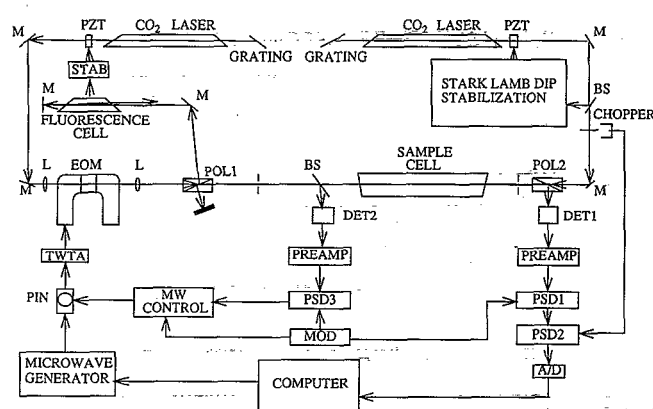 PZT
CO₂ LASER
CO₂ LASER
PZT
M
M
GRATING
GRATING
STAB
STARK LAMB DIP
STABILIZATION
M
M
BS
FLUORESCENCE
CELL
CHOPPER
L
EOM
L
POL1
BS
SAMPLE
CELL
POL2
M
M
DET2
DET1
TWTA
PREAMP
PREAMP
PIN
MW
CONTROL
PSD3
PSD1
MOD
PSD2
MICROWAVE
GENERATOR
COMPUTER
A/D